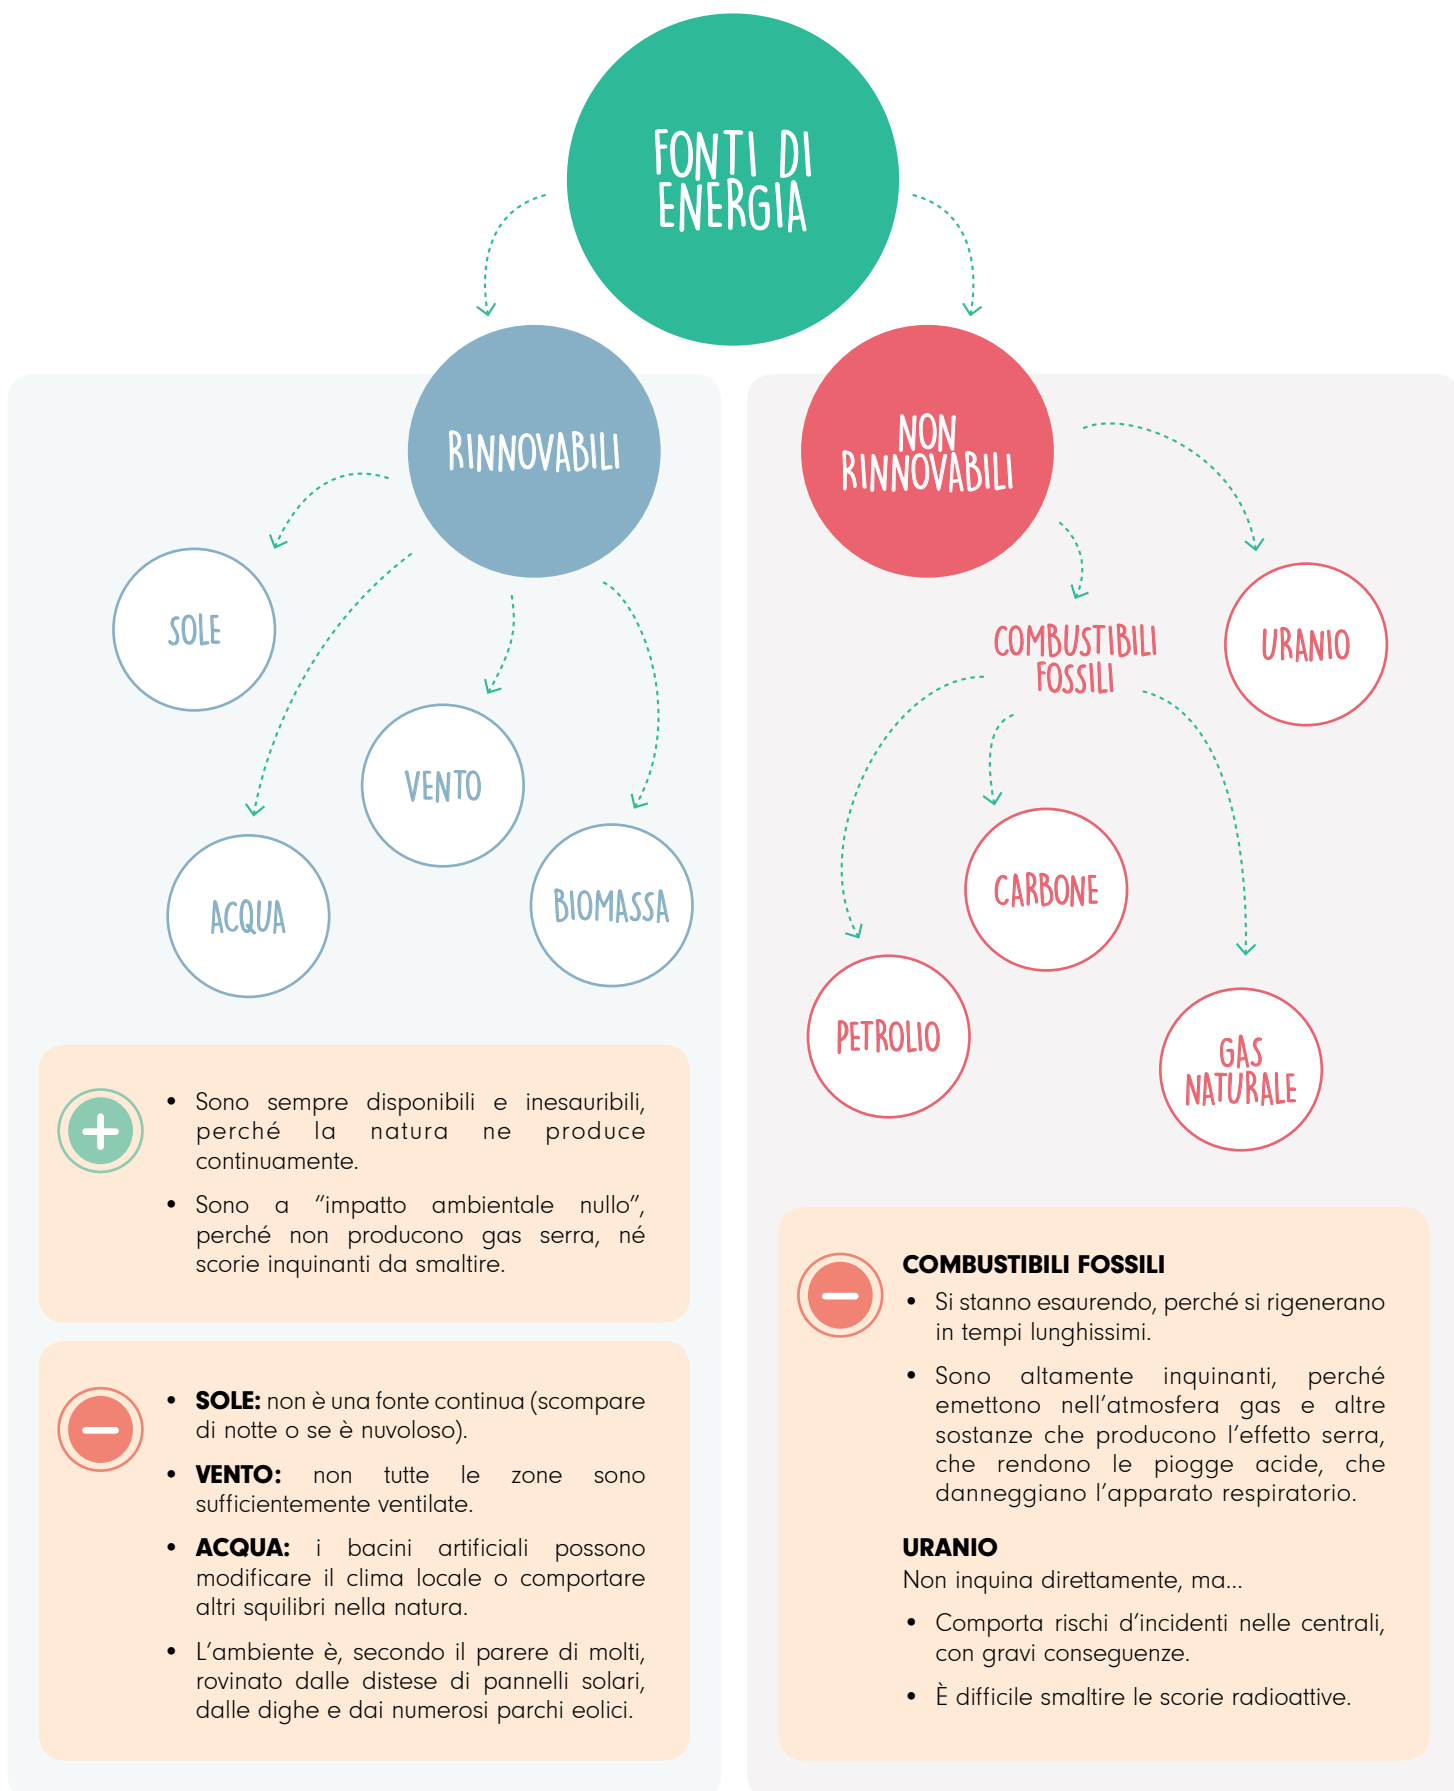 FONTI DI
ENERGIA
RINNOVABILI
SOLE
VENTO
ACQUA
BIOMASSA
• Sono sempre disponibili e inesauribili,
perché la natura ne produce
continuamente.
• Sono a “impatto ambientale nullo”,
perché non producono gas serra, né
scorie inquinanti da smaltire.
• SOLE: non è una fonte continua (scompare
di notte o se è nuvoloso).
• VENTO: non tutte le zone sono
sufficientemente ventilate.
• ACQUA: i bacini artificiali possono
modificare il clima locale o comportare
altri squilibri nella natura.
• L’ambiente è, secondo il parere di molti,
rovinato dalle distese di pannelli solari,
dalle dighe e dai numerosi parchi eolici.
NON
RINNOVABILI
COMBUSTIBILI
FOSSILI
URANIO
CARBONE
PETROLIO
GAS
NATURALE
COMBUSTIBILI FOSSILI
• Si stanno esaurendo, perché si rigenerano
in tempi lunghissimi.
• Sono altamente inquinanti, perché
emettono nell’atmosfera gas e altre
sostanze che producono l’effetto serra,
che rendono le piogge acide, che
danneggiano l’apparato respiratorio.
URANIO
Non inquina direttamente, ma...
• Comporta rischi d’incidenti nelle centrali,
con gravi conseguenze.
• È difficile smaltire le scorie radioattive.